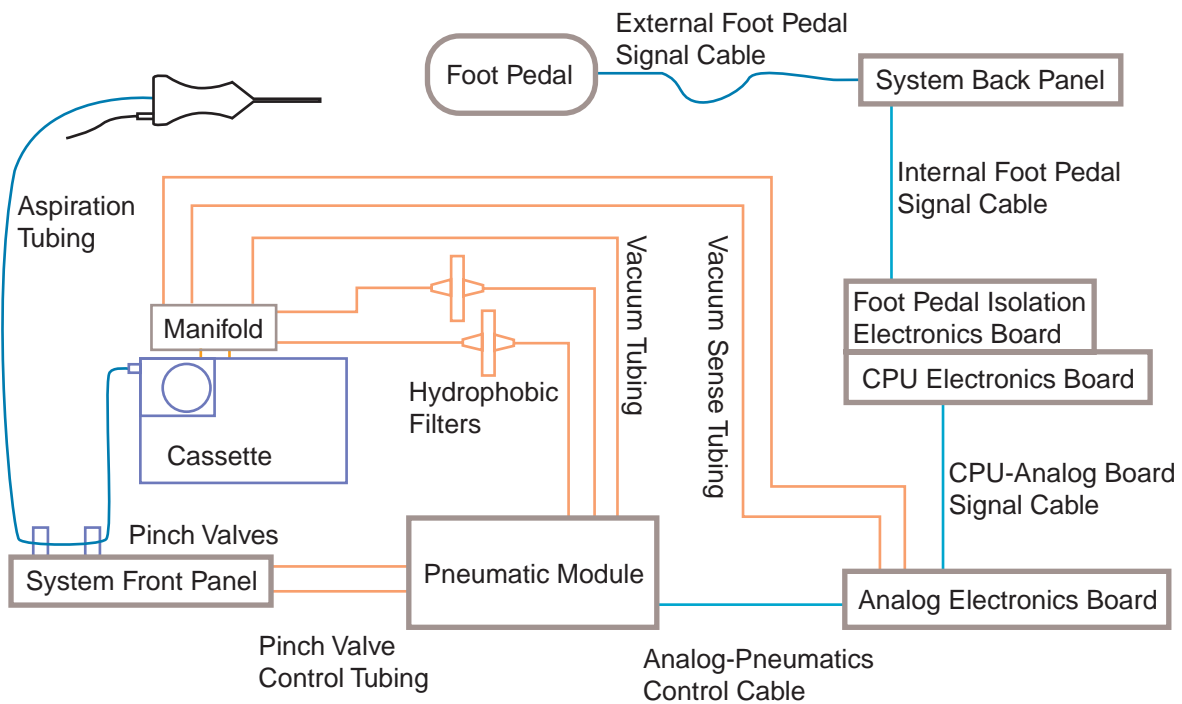 External Foot Pedal
Signal Cable
Foot Pedal
System Back Panel
Internal Foot Pedal
Signal Cable
Aspiration
Tubing
Vacuum Tubing
Vacuum Sense Tubing
Foot Pedal Isolation
Electronics Board
Manifold
CPU Electronics Board
Hydrophobic
Filters
Cassette
CPU-Analog Board
Signal Cable
Pinch Valves
System Front Panel
Pneumatic Module
Analog Electronics Board
Pinch Valve
Control Tubing
Analog-Pneumatics
Control Cable